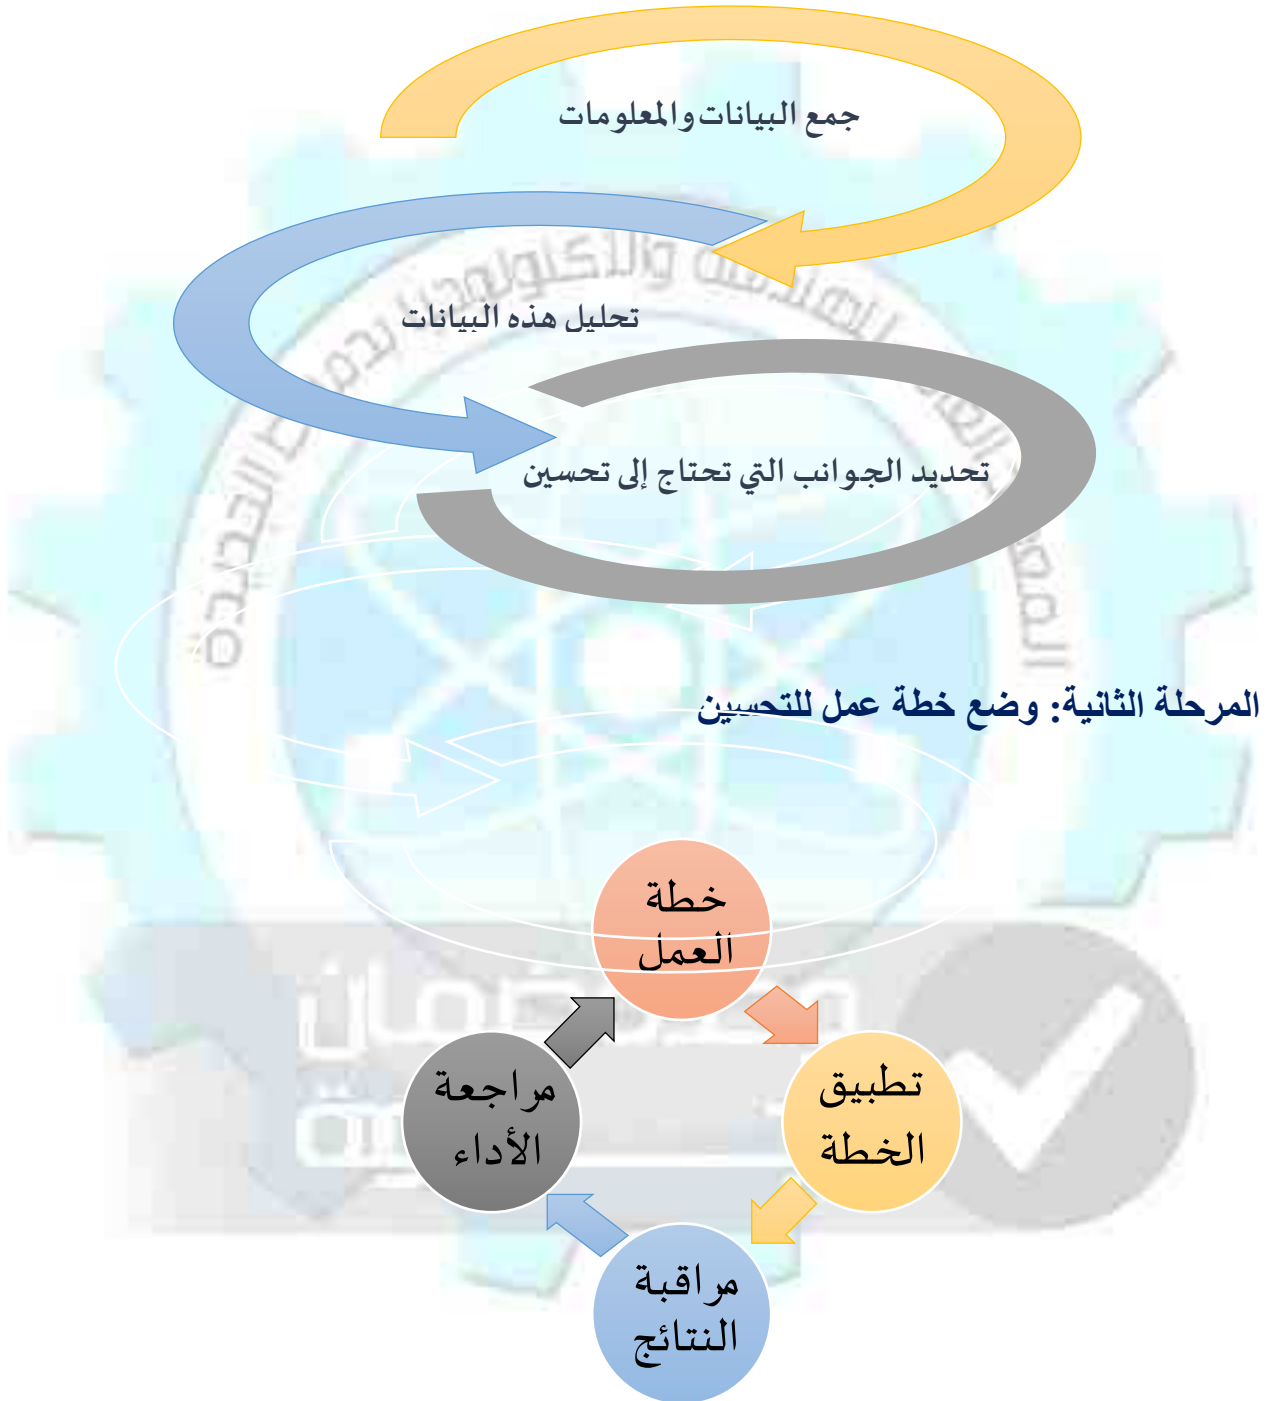 جمع البيانات والمعلومات
تحليل هذه البيانات
تحديد الجوانب التي تحتاج إلى تحسين
المرحلة الثانية: وضع خطة عمل للتحسين
خطة
العمل
تطبيق
الخطة
مراقبة
النتائج
مراجعة
الأداء